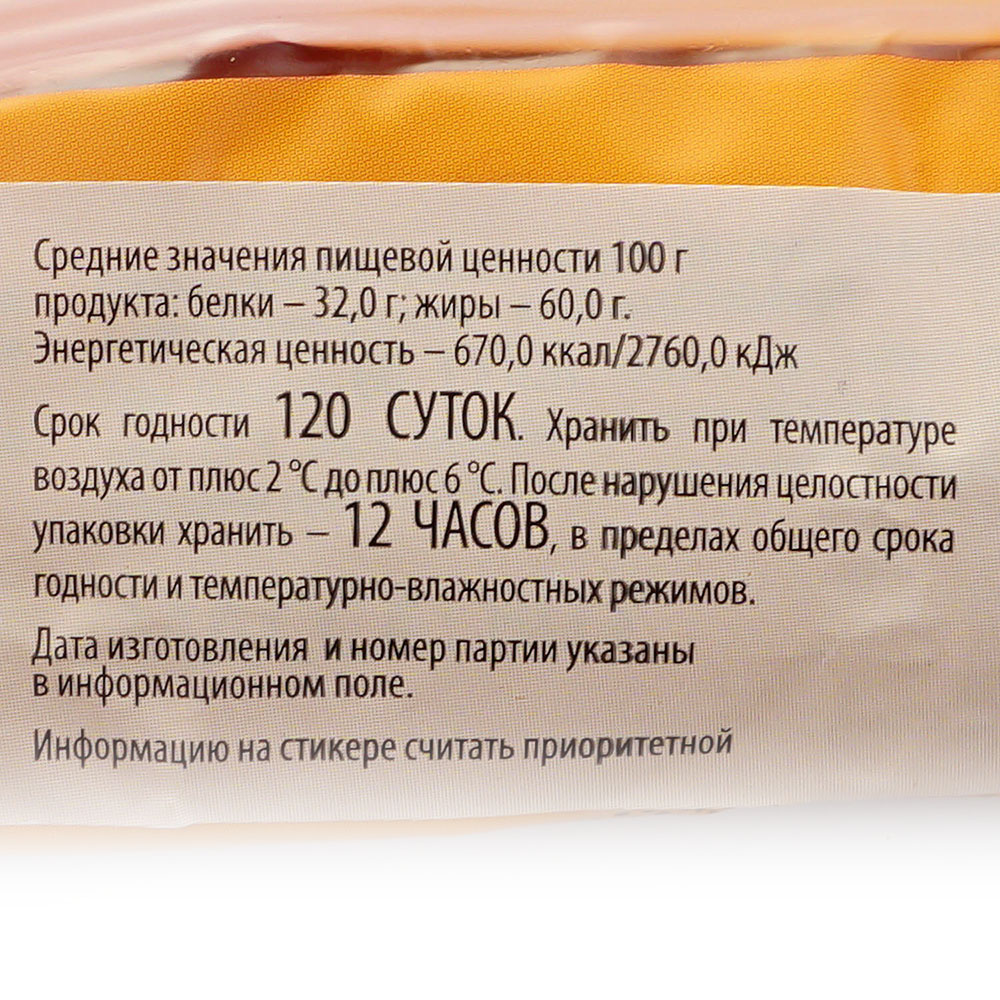 Средние значения пищевой ценности 100 г
продукта: белки – 32,0 г; жиры – 60,0 г.
Энергетическая ценность – 670,0 ккал/2760,0 кДж
Срок годности 120 СУТОК. Хранить при температуре
воздуха от плюс 2 °С до плюс 6 °С. После нарушения целостности
упаковки хранить – 12 ЧАСОВ, в пределах общего срока
годности и температурно-влажностных режимов.
Дата изготовления и номер партии указаны
в информационном поле.
Информацию на стикере считать приоритетной